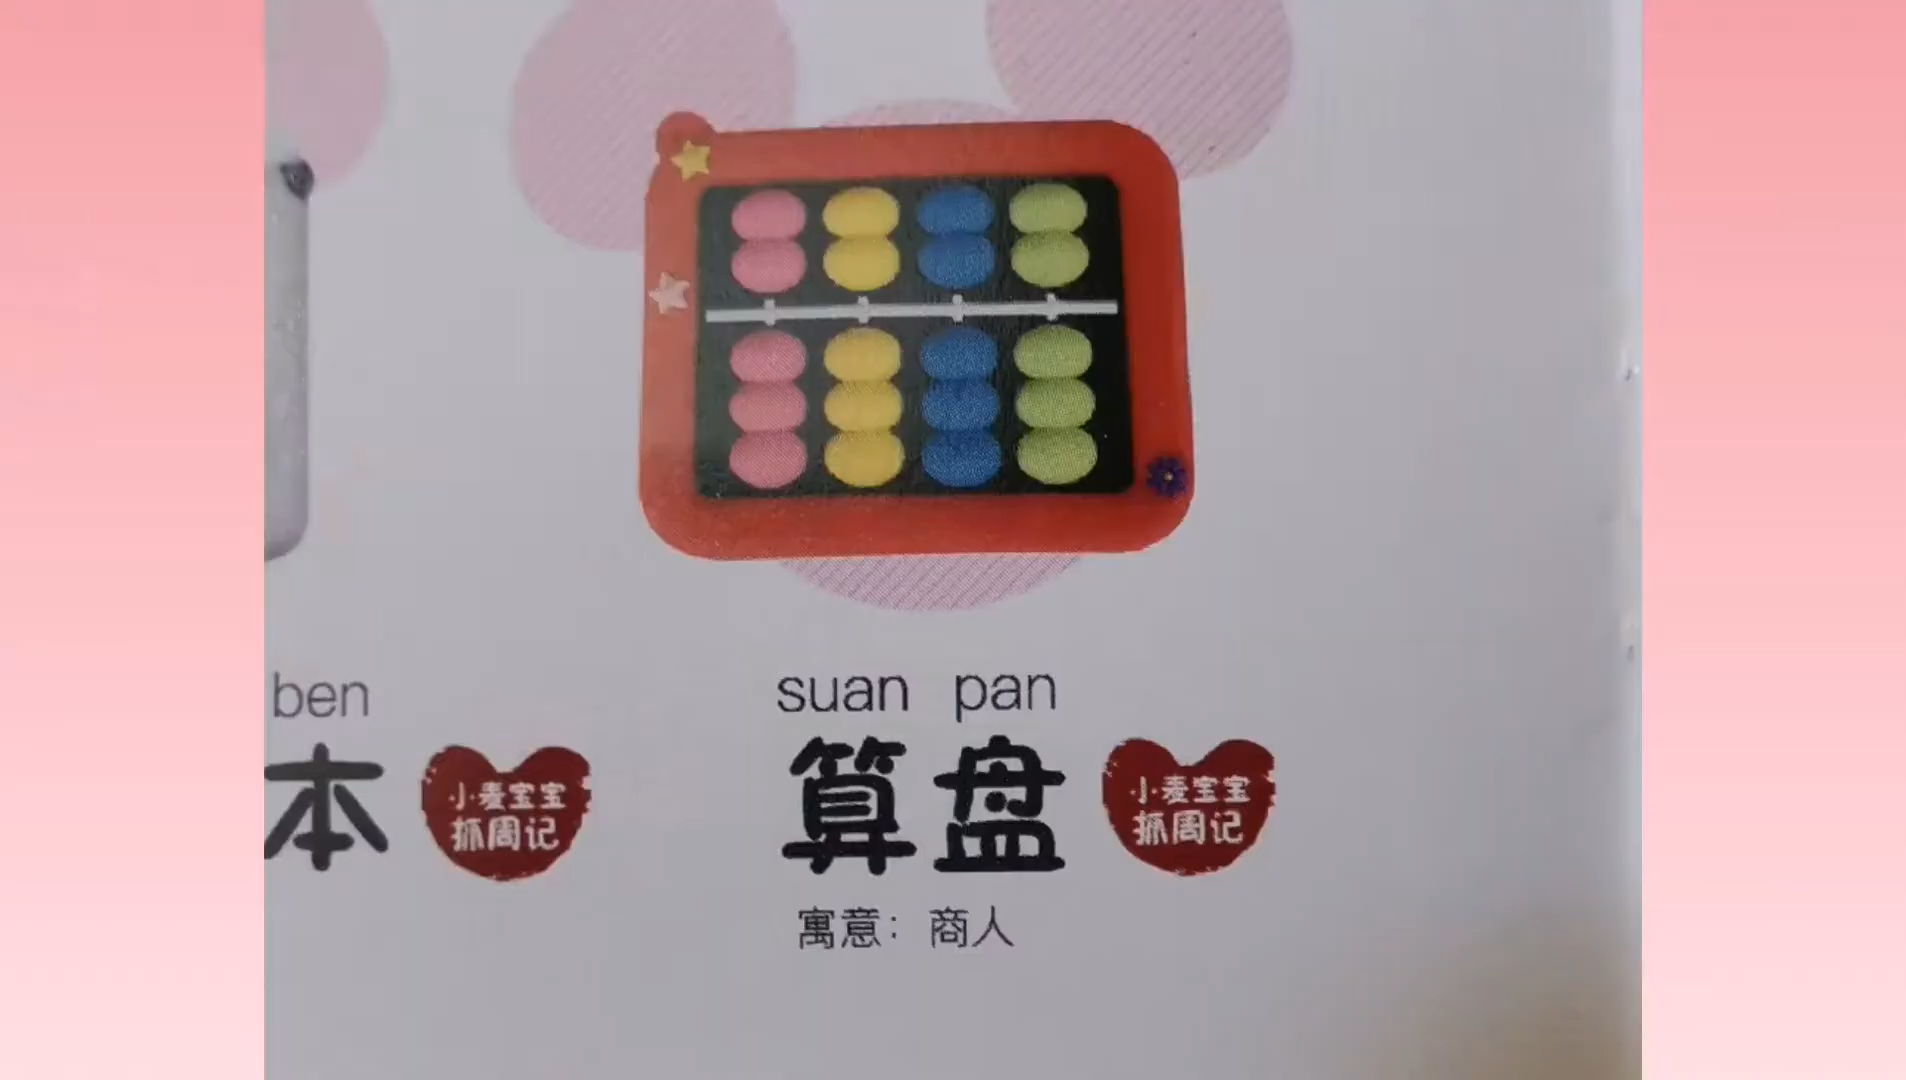 ben
本
小麦宝宝
抓周记
suan pan
算盘
小麦宝宝
抓周记
寓意：商人